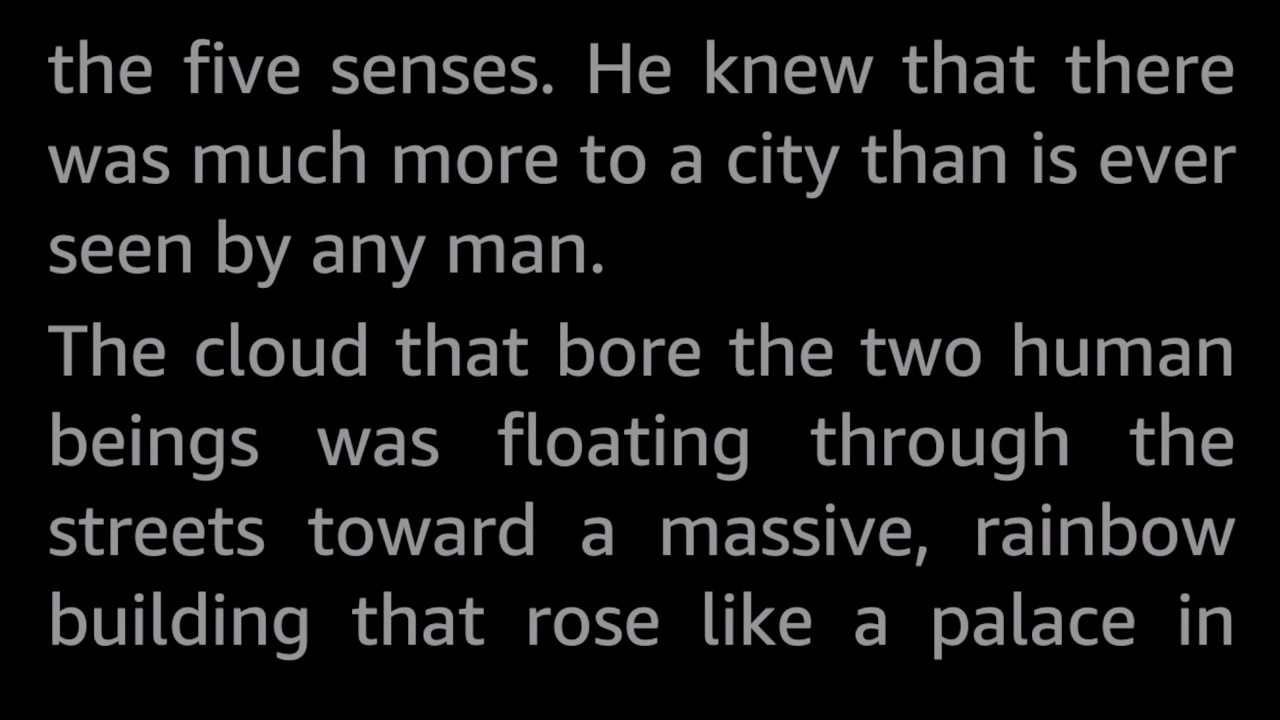 the five senses. He knew that there
was much more to a city than is ever
seen by any man.
The cloud that bore the two human
beings was floating through the
streets toward a massive, rainbow
building that rose like a palace in